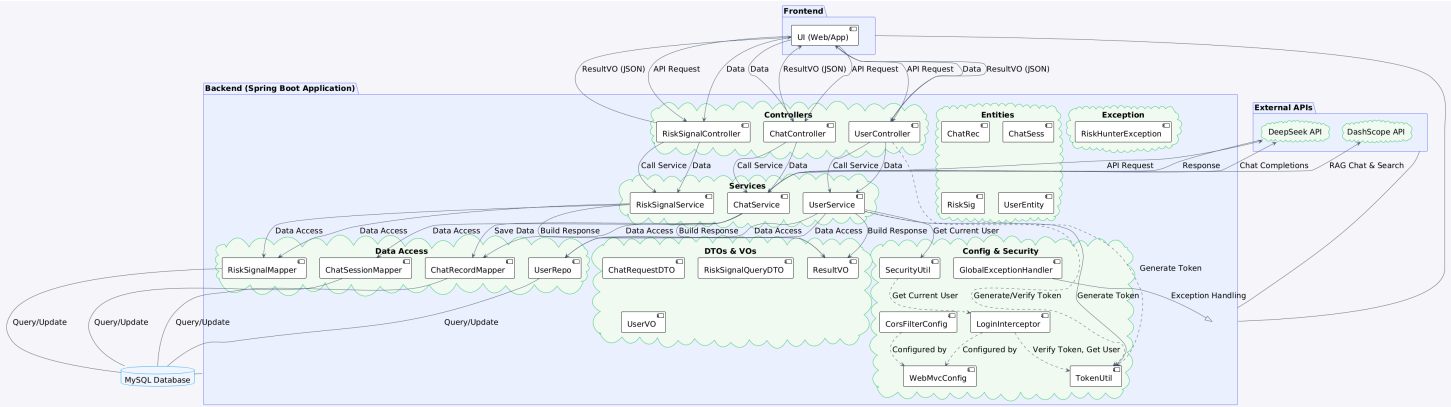 Frontend
UI (Web/App)
ResultVO (JSON)
API Request
Data
Data
ResultVO (JSON)
API Request
API Request
Data
ResultVO (JSON)
Backend (Spring Boot Application)
Controllers
RiskSignalController
ChatController
UserController
Entities
ChatRec
ChatSess
RiskSig
UserEntity
Exception
RiskHunterException
External APIs
DeepSeek API
DashScope API
Call Service
Data
Call Service
Data
Call Service
Data
API Request
Response
Chat Completions
RAG Chat & Search
Services
RiskSignalService
ChatService
UserService
Data Access
Data Access
Data Access
Save Data
Build Response
Data Access
Build Response
Data Access
Data Access
Build Response
Get Current User
Data Access
RiskSignalMapper
ChatSessionMapper
ChatRecordMapper
UserRepo
DTOs & VOs
ChatRequestDTO
RiskSignalQueryDTO
ResultVO
UserVO
Config & Security
SecurityUtil
GlobalExceptionHandler
Generate Token
Get Current User
Generate/Verify Token
Generate Token
Exception Handling
CorsFilterConfig
LoginInterceptor
Configured by
Configured by
Verify Token, Get User
WebMvcConfig
TokenUtil
Query/Update
Query/Update
Query/Update
Query/Update
MySQL Database